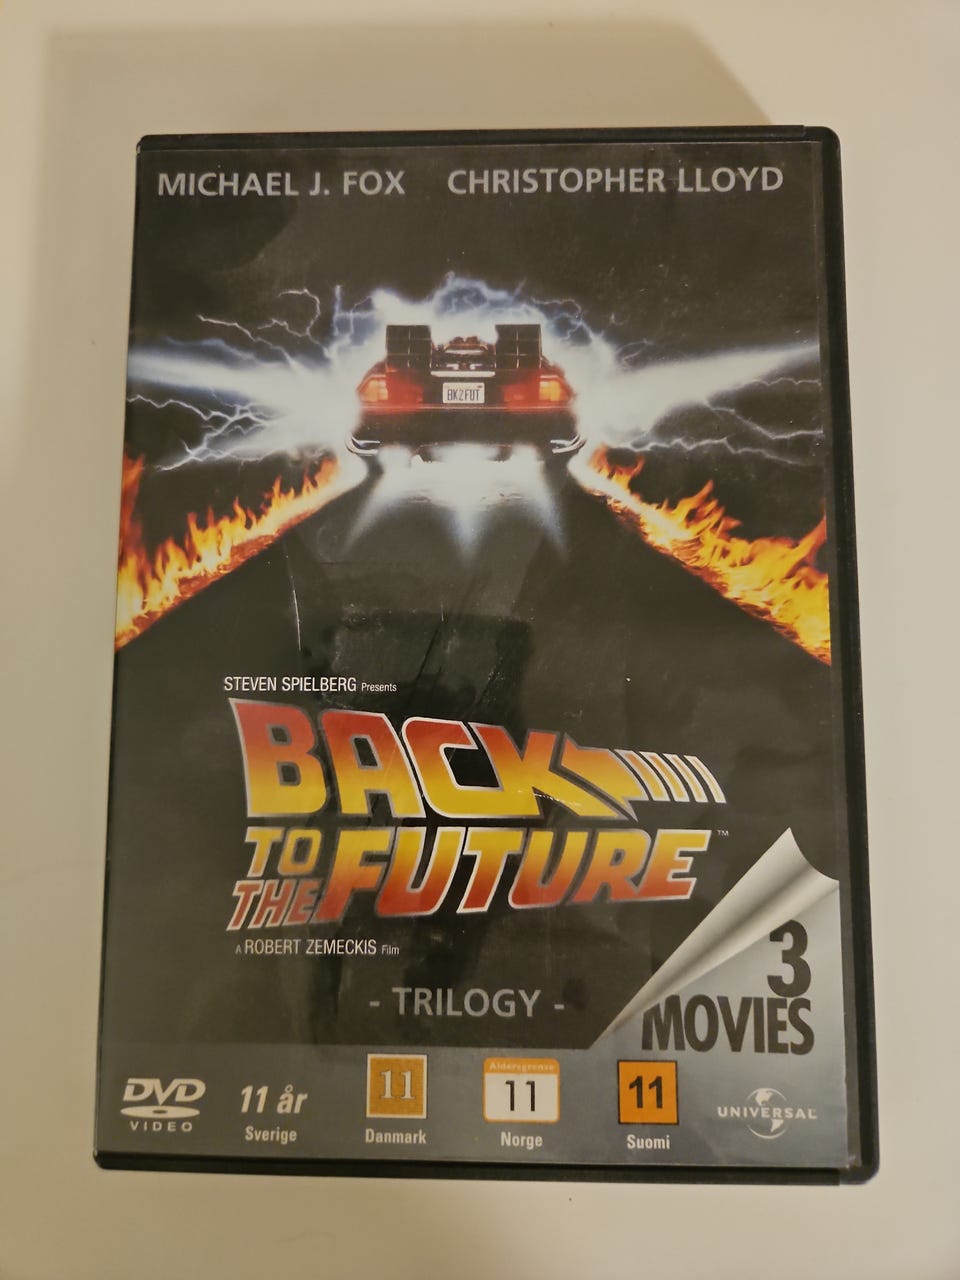 MICHAEL J. FOX CHRISTOPHER LLOYD
BK2FUT
STEVEN SPIELBERG Presents
BACK
TO THE FUTURE™
A ROBERT ZEMECKIS Film
- TRILOGY -
3
MOVIES
DVD
VIDEO
11 år
Sverige
11
Danmark
Aldersgrense
11
Norge
11
Suomi
UNIVERSAL